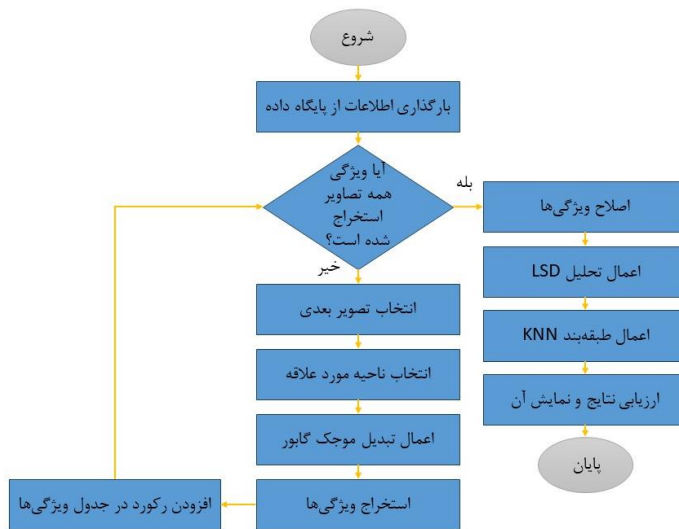 شروع
بارگذاری اطلاعات از پایگاه داده
آیا ویژگی
همه تصاویر
استخراج
شده است؟
بله
خیر
اصلاح ویژگی‌ها
اعمال تحلیل LSD
اعمال طبقه‌بند KNN
ارزیابی نتایج و نمایش آن
پایان
انتخاب تصویر بعدی
انتخاب ناحیه مورد علاقه
اعمال تبدیل موجک گابور
استخراج ویژگی‌ها
افزودن رکورد در جدول ویژگی‌ها